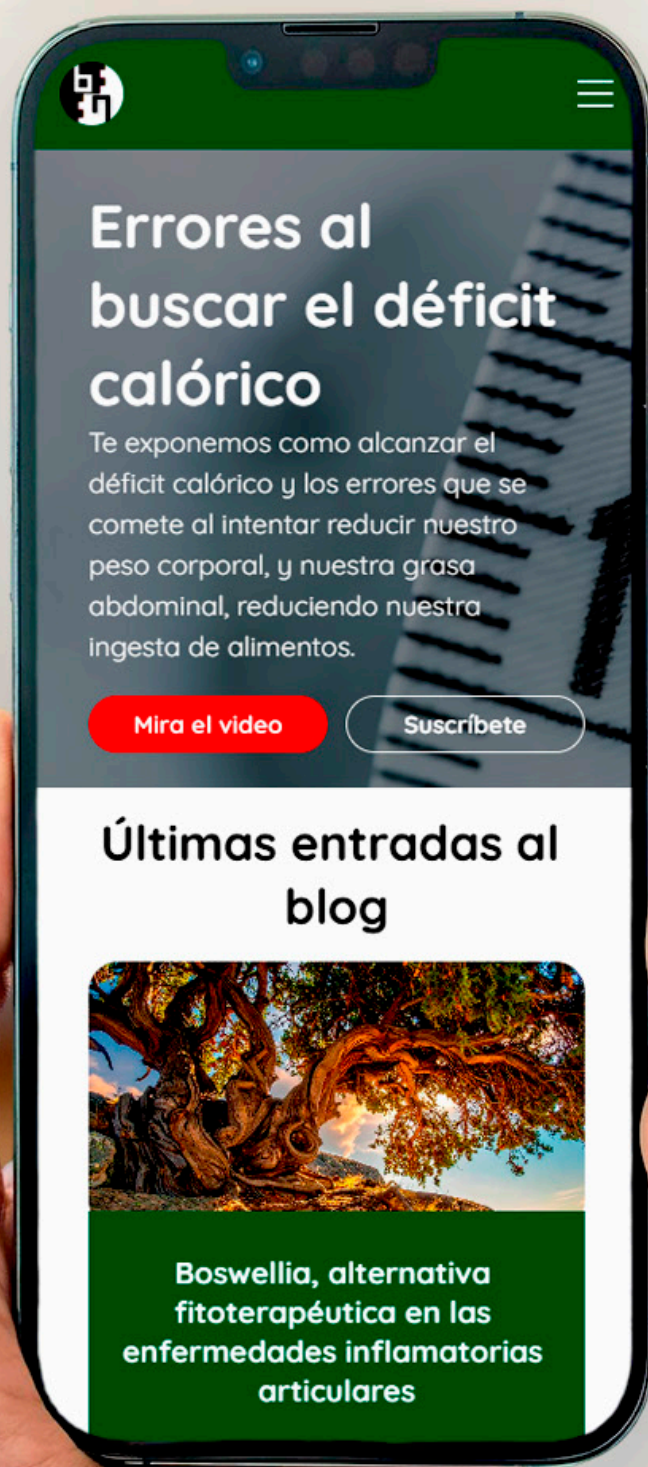 Errores al
buscar el déficit
calórico
Te exponemos como alcanzar el
déficit calórico y los errores que se
comete al intentar reducir nuestro
peso corporal, y nuestra grasa
abdominal, reduciendo nuestra
ingesta de alimentos.
Mira el video
Suscríbete
Últimas entradas al
blog
Boswellia, alternativa
fitoterapéutica en las
enfermedades inflamatorias
articulares